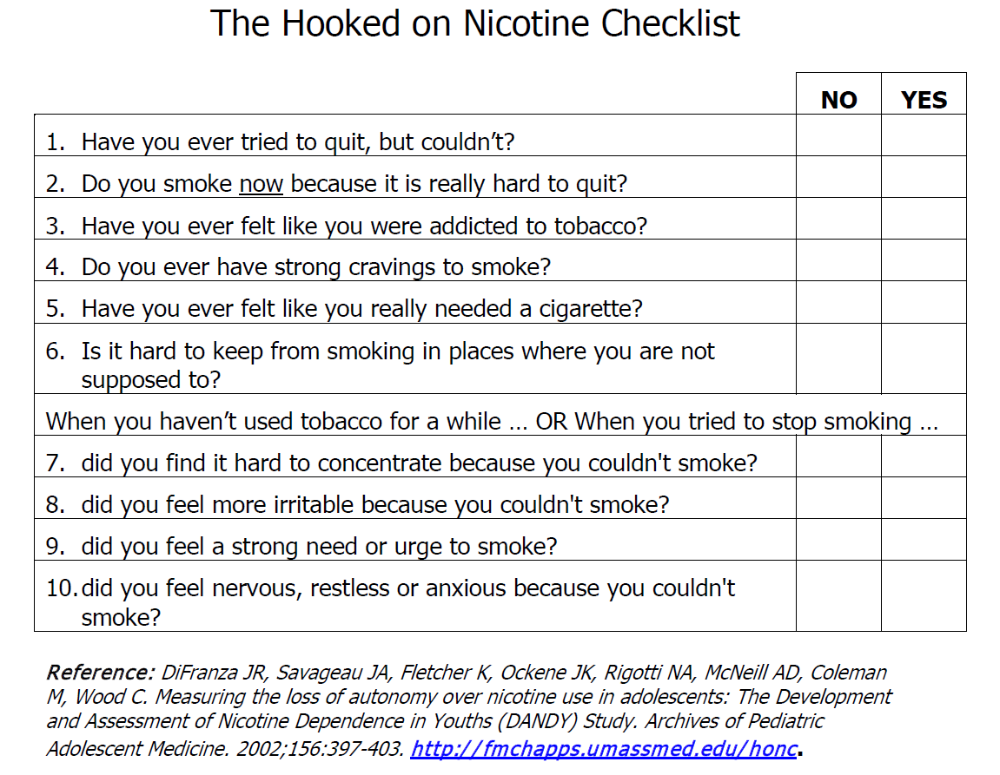 The Hooked on Nicotine Checklist
NO YES
1. Have you ever tried to quit, but couldn’t?
2. Do you smoke now because it is really hard to quit?
3. Have you ever felt like you were addicted to tobacco?
4. Do you ever have strong cravings to smoke?
5. Have you ever felt like you really needed a cigarette?
6. Is it hard to keep from smoking in places where you are not
supposed to?
When you haven’t used tobacco for a while … OR When you tried to stop smoking …
7. did you find it hard to concentrate because you couldn't smoke?
8. did you feel more irritable because you couldn't smoke?
9. did you feel a strong need or urge to smoke?
10. did you feel nervous, restless or anxious because you couldn't
smoke?
Reference: DiFranza JR, Savageau JA, Fletcher K, Ockene JK, Rigotti NA, McNeill AD, Coleman
M, Wood C. Measuring the loss of autonomy over nicotine use in adolescents: The Development
and Assessment of Nicotine Dependence in Youths (DANDY) Study. Archives of Pediatric
Adolescent Medicine. 2002;156:397-403. http://fmchapps.umassmed.edu/honc.